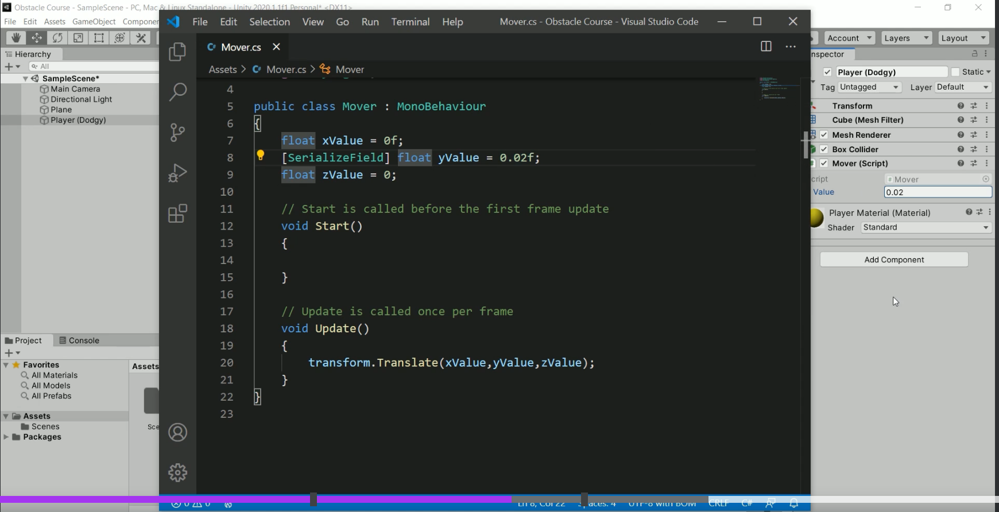 Obstacle Course - SampleScene - PC, Mac & Linux Standalone - Unity 2020.1.1f1 Personal* <DX11>
File Edit Assets GameObject Componen
File Edit Selection View Go Run Terminal Help
Mover.cs - Obstacle Course - Visual Studio Code
Account Layers Layout
Hierarchy
All
SampleScene*
Main Camera
Directional Light
Plane
Player (Dodgy)
Project Console
Favorites
All Materials
All Models
All Prefabs
Assets
Scenes
Packages
Assets
Sce
Mover.cs
Assets > Mover.cs > Mover
4
5 public class Mover : MonoBehaviour
6 {
7 float xValue = 0f;
8 [SerializeField] float yValue = 0.02f;
9 float zValue = 0;
10
11 // Start is called before the first frame update
12 void Start()
13 {
14
15 }
16
17 // Update is called once per frame
18 void Update()
19 {
20 transform.Translate(xValue,yValue,zValue);
21 }
22 }
23
0 0
Ln 8, Col 22 Spaces: 4 UTF-8 with BOM CRLF C#
nspector
Player (Dodgy) Static
Tag Untagged Layer Default
Transform
Cube (Mesh Filter)
Mesh Renderer
Box Collider
Mover (Script)
cript Mover
Value 0.02
Player Material (Material)
Shader Standard
Add Component